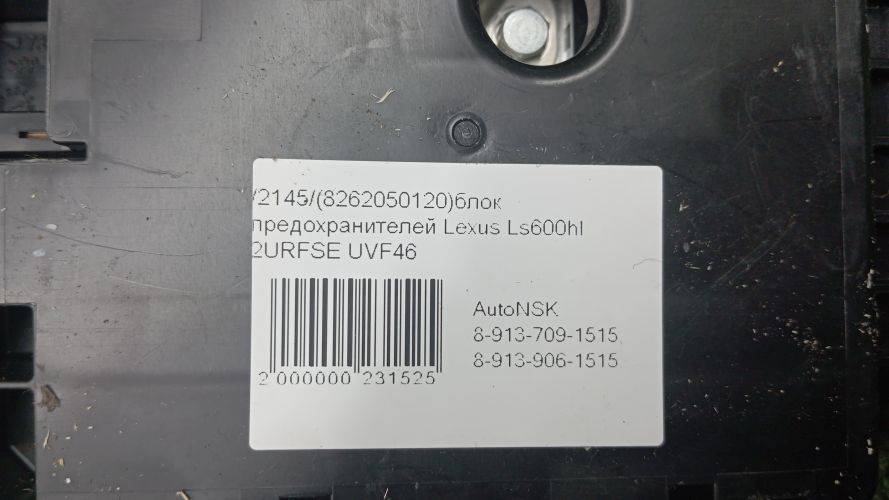 /2145/(8262050120)блок
предохранителей Lexus Ls600hl
2URFSE UVF46
AutoNSK
8-913-709-1515
8-913-906-1515
2 000000 231525